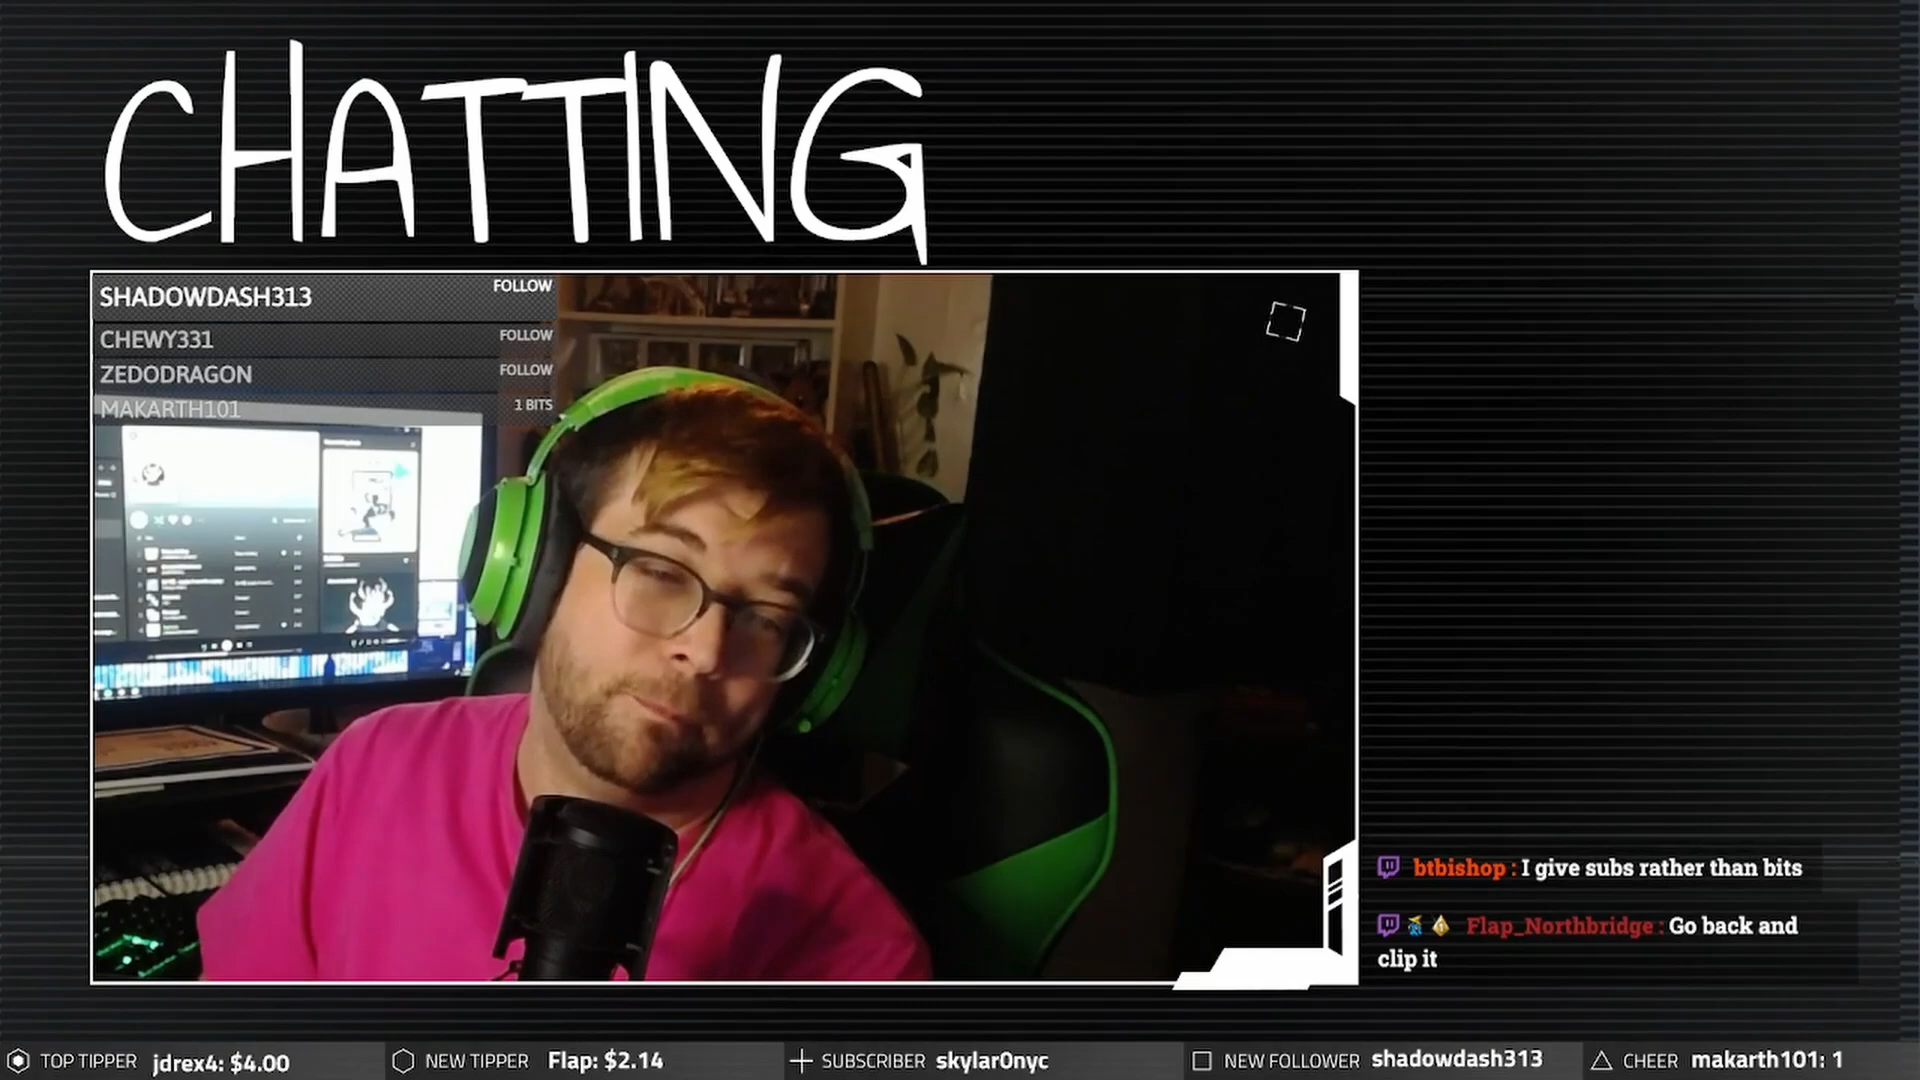 CHATTING
SHADOWDASH313 FOLLOW
CHEWY331 FOLLOW
ZEDODRAGON FOLLOW
MAKARTH101 1 BITS
btbishop : I give subs rather than bits
Flap_Northbridge : Go back and
clip it
TOP TIPPER jdrex4: $4.00 NEW TIPPER Flap: $2.14 SUBSCRIBER skylar0nyc NEW FOLLOWER shadowdash313 CHEER makarth101: 1